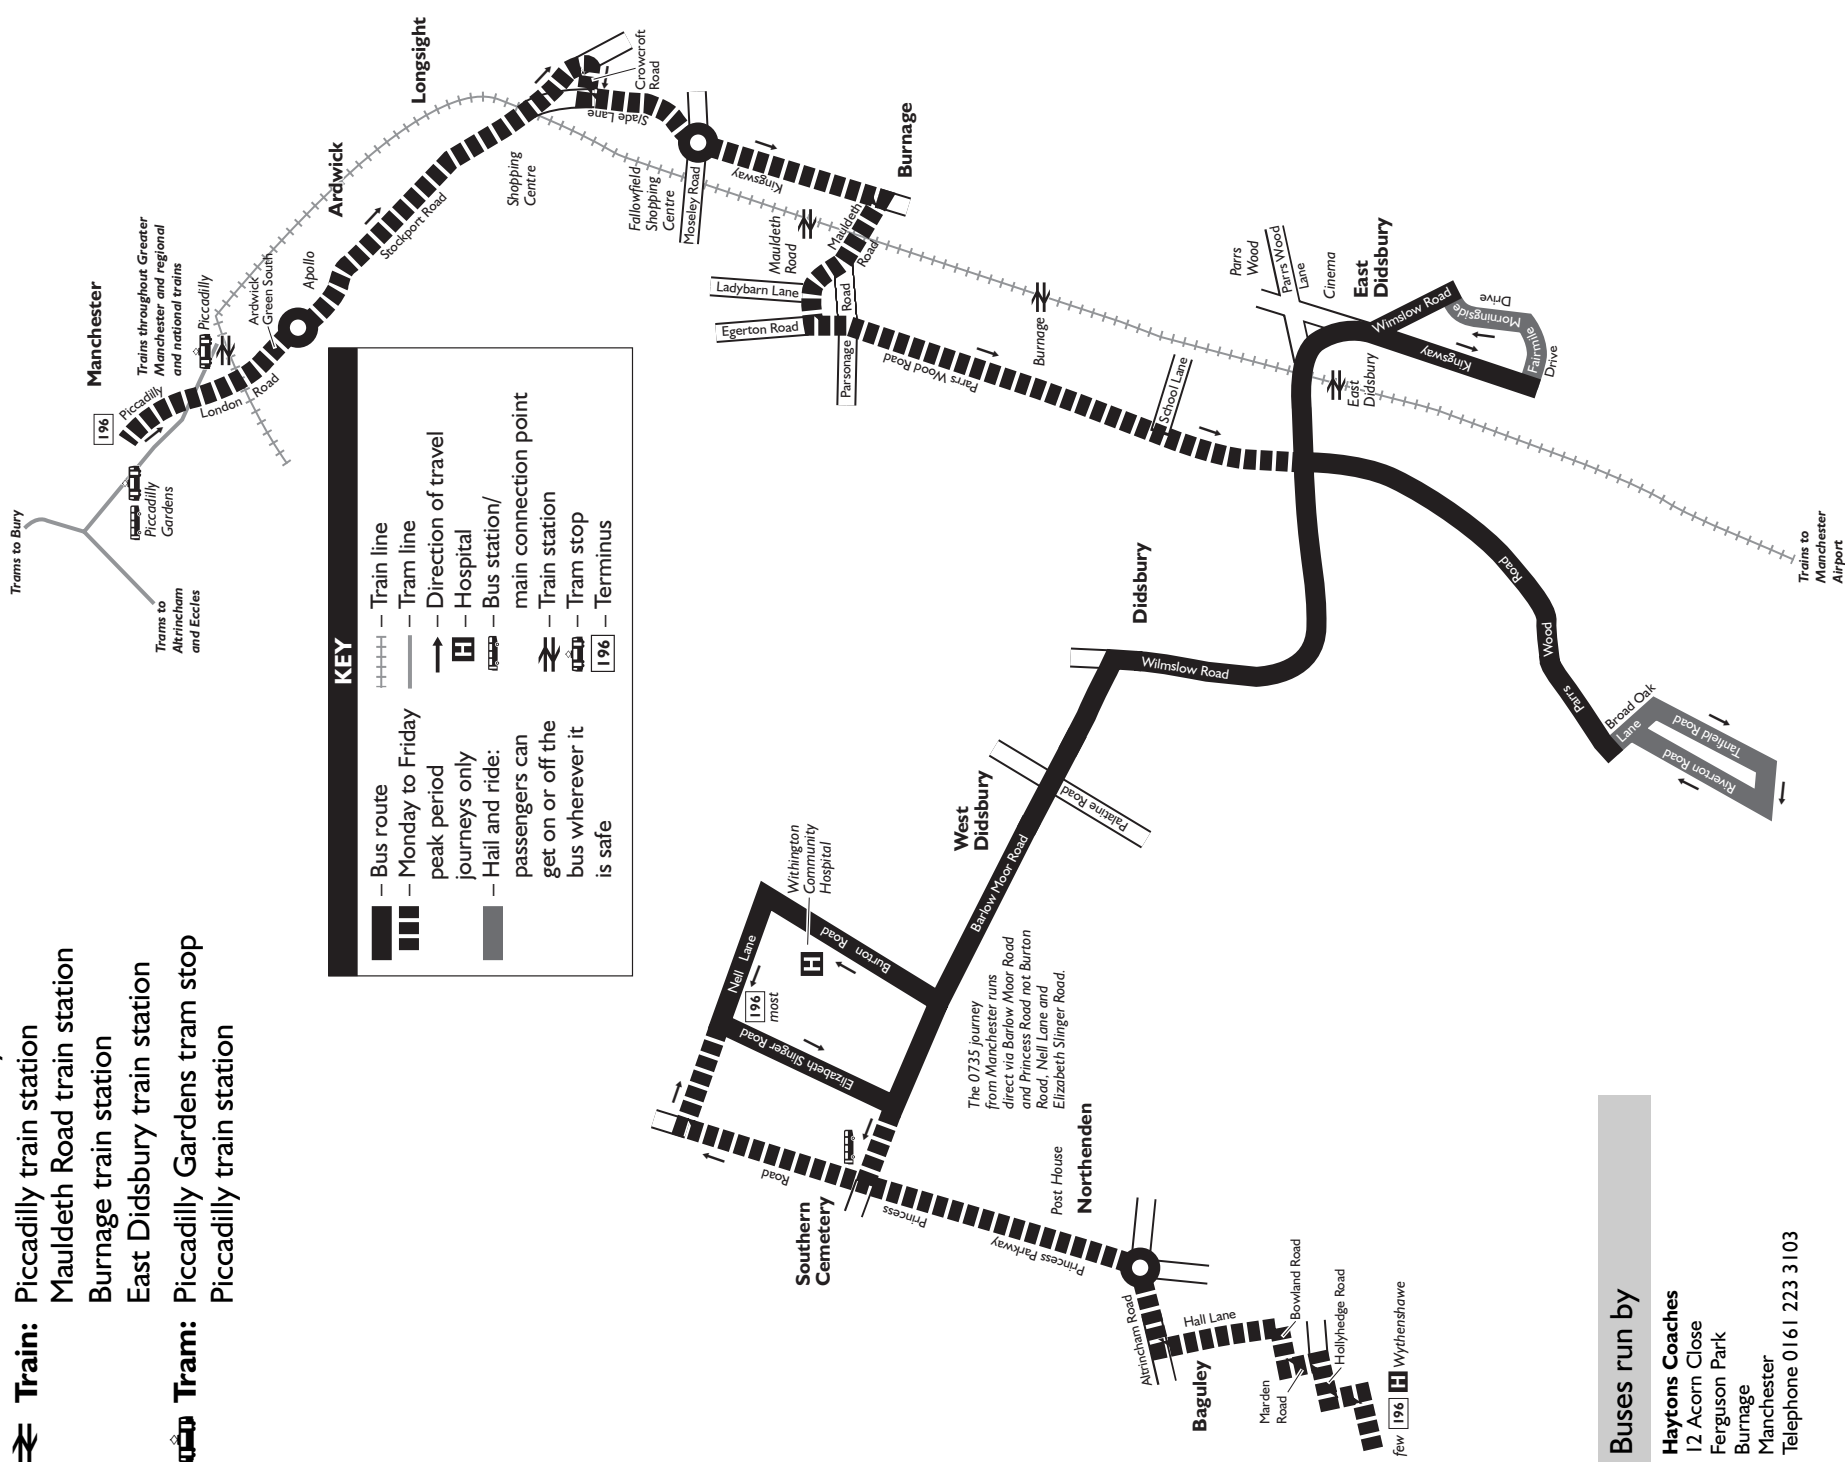 Train: Piccadilly train station
Mauldeth Road train station
Burnage train station
East Didsbury train station
Tram: Piccadilly Gardens tram stop
Piccadilly train station
KEY
– Bus route
– Monday to Friday
peak period
journeys only
– Hail and ride:
passengers can
get on or off the
bus wherever it
is safe
– Train line
– Tram line
– Direction of travel
H – Hospital
– Bus station/
main connection point
– Train station
– Tram stop
196 – Terminus
Trams to Bury
Trams to
Altrincham
and Eccles
Piccadilly
Gardens
196
Piccadilly
Manchester
Trains throughout Greater
Manchester and regional
and national trains
Piccadilly
London Road
Ardwick
Green South
Apollo
Ardwick
Stockport Road
Longsight
Shopping
Centre
Slade Lane
Crowcroft
Road
Fallowfield
Shopping
Centre
Moseley Road
Kingsway
Burnage
Mauldeth
Road
Mauldeth
Road
Ladybarn Lane
Egerton Road
Parsonage
Road
Parrs Wood Road
Burnage
School Lane
Parrs
Wood
Parrs Wood
Lane
Cinema
East
Didsbury
Wimslow Road
Morningside
Drive
Kingsway
Fairmile
Drive
East
Didsbury
Trains to
Manchester
Airport
Didsbury
Wilmslow Road
Road
Wood
Parrs
Broad Oak
Lane
Tanfield Road
Riverton Road
West
Didsbury
Palatine Road
Barlow Moor Road
Withington
Community
Hospital
H
Burton Road
Nell Lane
196
most
Elizabeth Slinger Road
The 0735 journey
from Manchester runs
direct via Barlow Moor Road
and Princess Road not Burton
Road, Nell Lane and
Elizabeth Slinger Road.
Southern
Cemetery
Road
Princess
Princess Parkway
Post House
Northenden
Altrincham Road
Baguley
Hall Lane
Bowland Road
Marden
Road
Hollyhedge Road
few 196 H Wythenshawe
Buses run by
Haytons Coaches
12 Acorn Close
Ferguson Park
Burnage
Manchester
Telephone 0161 223 3103